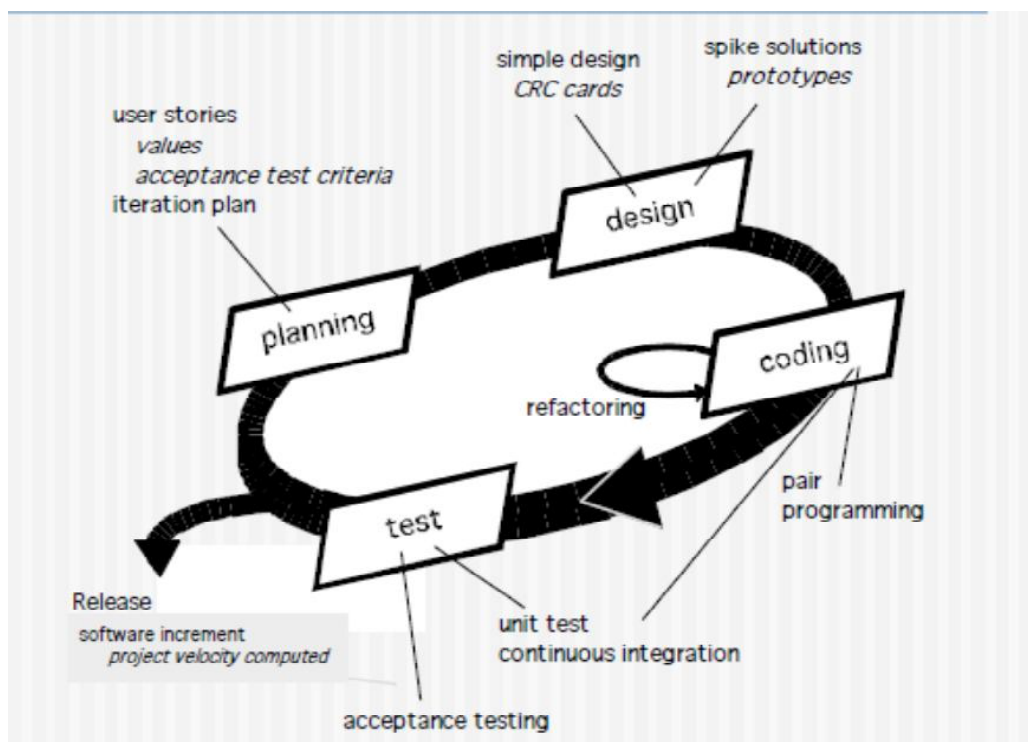 spike solutions
prototypes
simple design
CRC cards
user stories
values
acceptance test criteria
iteration plan
design
planning
coding
refactoring
pair
programming
test
Release
software increment
project velocity computed
unit test
continuous integration
acceptance testing